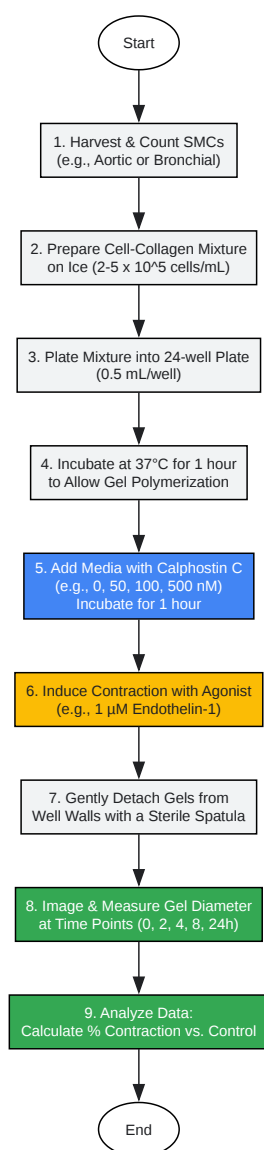 Start
1. Harvest & Count SMCs
(e.g., Aortic or Bronchial)
2. Prepare Cell-Collagen Mixture
on Ice (2-5 x 10^5 cells/mL)
3. Plate Mixture into 24-well Plate
(0.5 mL/well)
4. Incubate at 37°C for 1 hour
to Allow Gel Polymerization
5. Add Media with Calphostin C
(e.g., 0, 50, 100, 500 nM)
Incubate for 1 hour
6. Induce Contraction with Agonist
(e.g., 1 µM Endothelin-1)
7. Gently Detach Gels from
Well Walls with a Sterile Spatula
8. Image & Measure Gel Diameter
at Time Points (0, 2, 4, 8, 24h)
9. Analyze Data:
Calculate % Contraction vs. Control
End